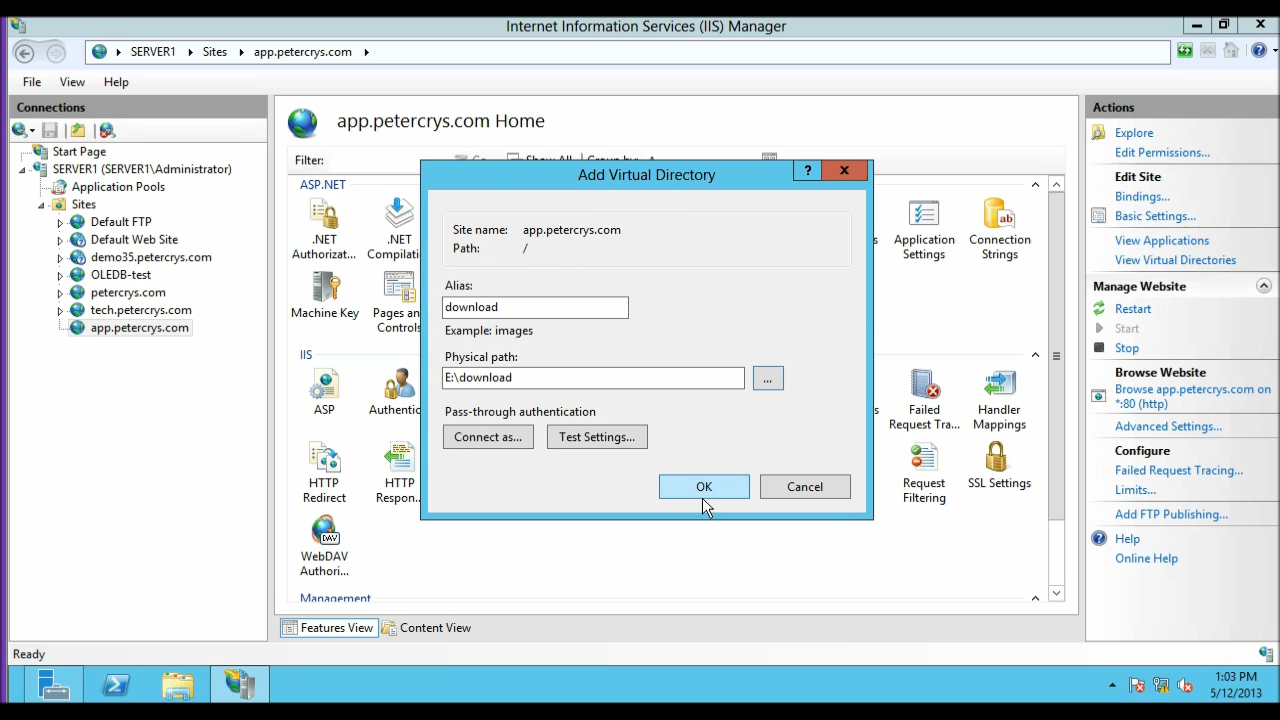 Internet Information Services (IIS) Manager
SERVER1
Sites
app.petercrys.com
File View Help
Connections
Start Page
SERVER1 (SERVER1\Administrator)
Application Pools
Sites
Default FTP
Default Web Site
demo35.petercrys.com
OLEDB-test
petercrys.com
tech.petercrys.com
app.petercrys.com
app.petercrys.com Home
Filter:
ASP.NET
.NET
Authorizat...
.NET
Compilati
Machine Key
Pages an
Controls
IIS
ASP
Authentic
HTTP
Redirect
HTTP
Respon..
WebDAV
Authori...
Management
Application
Settings
Connection
Strings
Failed
Request Tra...
Handler
Mappings
Request
Filtering
SSL Settings
Add Virtual Directory
?
Site name: app.petercrys.com
Path: /
Alias:
download
Example: images
Physical path:
E:\download
...
Pass-through authentication
Connect as...
Test Settings...
OK
Cancel
Features View
Content View
Actions
Explore
Edit Permissions...
Edit Site
Bindings...
Basic Settings...
View Applications
View Virtual Directories
Manage Website
Restart
Start
Stop
Browse Website
Browse app.petercrys.com on
*:80 (http)
Advanced Settings...
Configure
Failed Request Tracing...
Limits...
Add FTP Publishing...
Help
Online Help
Ready
1:03 PM
5/12/2013